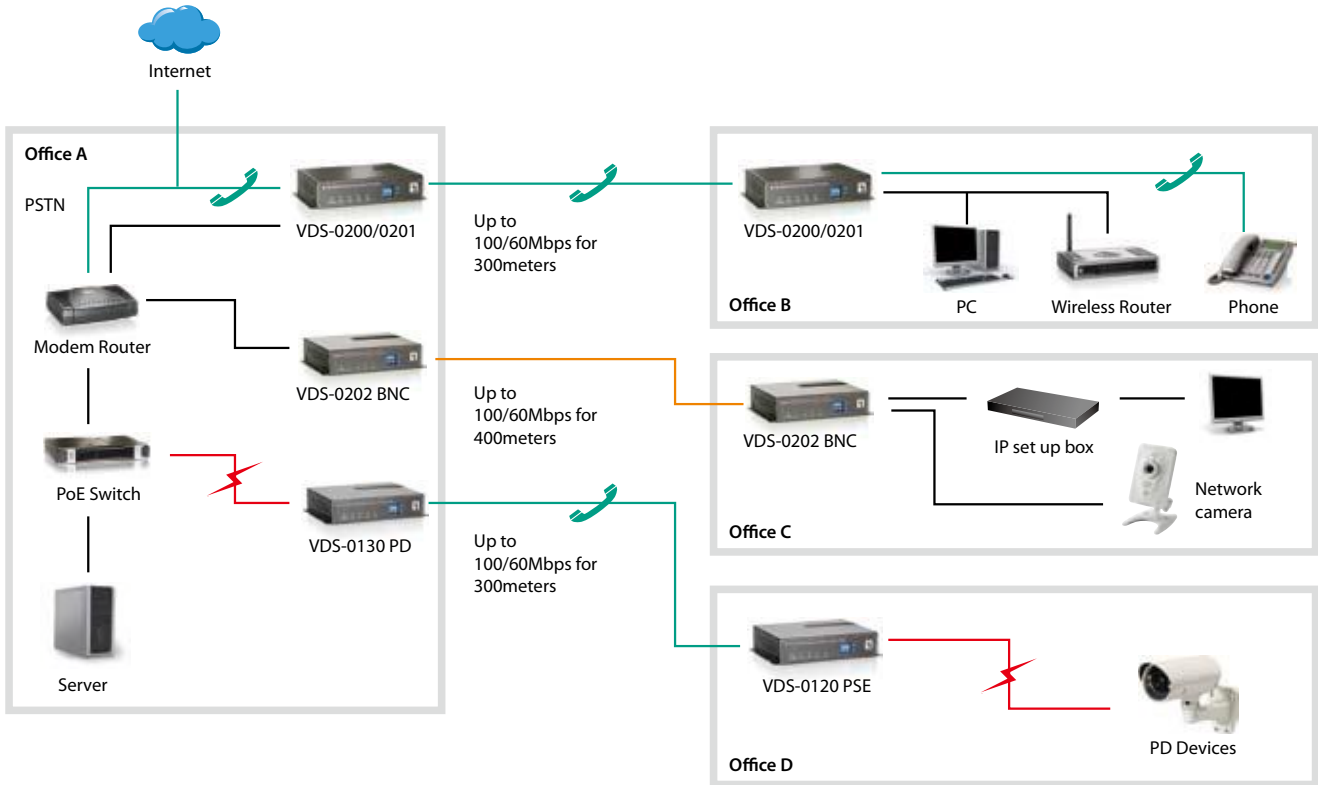 Internet
Office A
PSTN
VDS-0200/0201
Modem Router
VDS-0202 BNC
PoE Switch
VDS-0130 PD
Server
Up to
100/60Mbps for
300meters
Up to
100/60Mbps for
400meters
Up to
100/60Mbps for
300meters
VDS-0200/0201
PC
Wireless Router
Phone
Office B
VDS-0202 BNC
IP set up box
Network
camera
Office C
VDS-0120 PSE
PD Devices
Office D